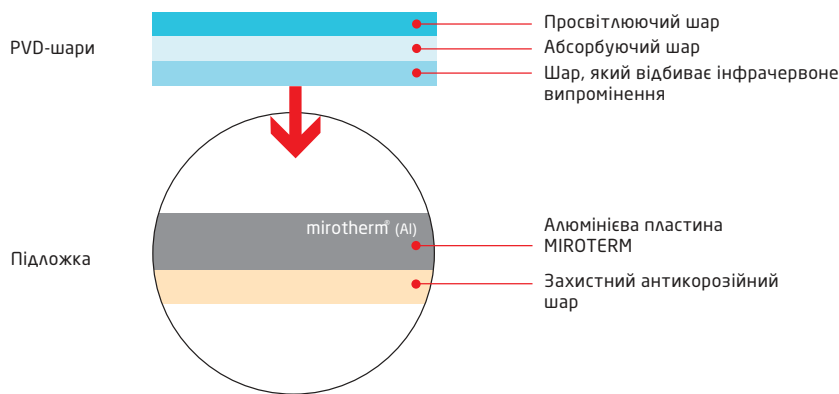 PVD-шари
Просвітлюючий шар
Абсорбуючий шар
Шар, який відбиває інфрачервоне
випромінення
Підложка
mirotherm® (Al)
Алюмінієва пластина
MIROTERM
Захистний антикорозійний
шар